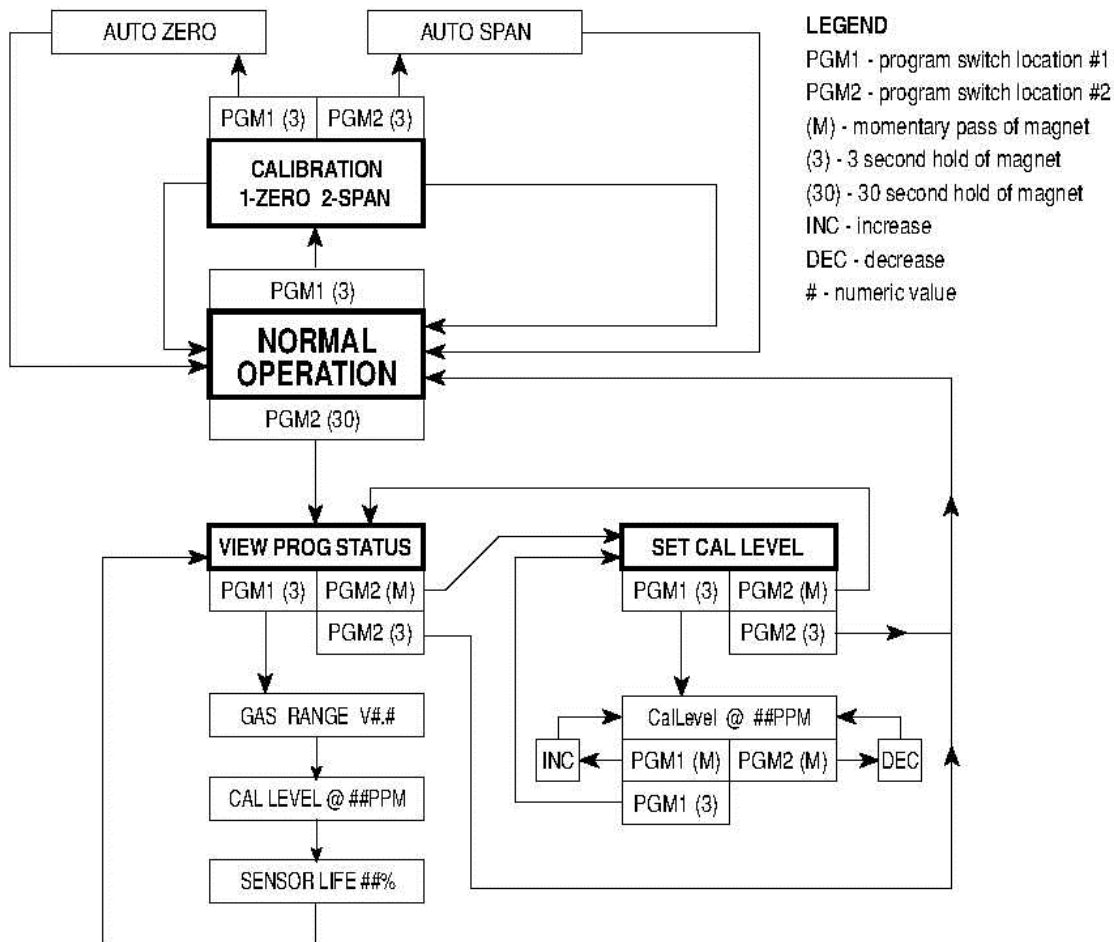 AUTO ZERO
AUTO SPAN
PGM1 (3)
PGM2 (3)
CALIBRATION
1-ZERO 2-SPAN
PGM1 (3)
NORMAL
OPERATION
PGM2 (30)
VIEW PROG STATUS
PGM1 (3)
PGM2 (M)
PGM2 (3)
GAS RANGE V#.#
CAL LEVEL @ ##PPM
SENSOR LIFE ##%
SET CAL LEVEL
PGM1 (3)
PGM2 (M)
PGM2 (3)
CalLevel @ ##PPM
INC
PGM1 (M)
PGM2 (M)
DEC
PGM1 (3)
LEGEND
PGM1 - program switch location #1
PGM2 - program switch location #2
(M) - momentary pass of magnet
(3) - 3 second hold of magnet
(30) - 30 second hold of magnet
INC - increase
DEC - decrease
# - numeric value